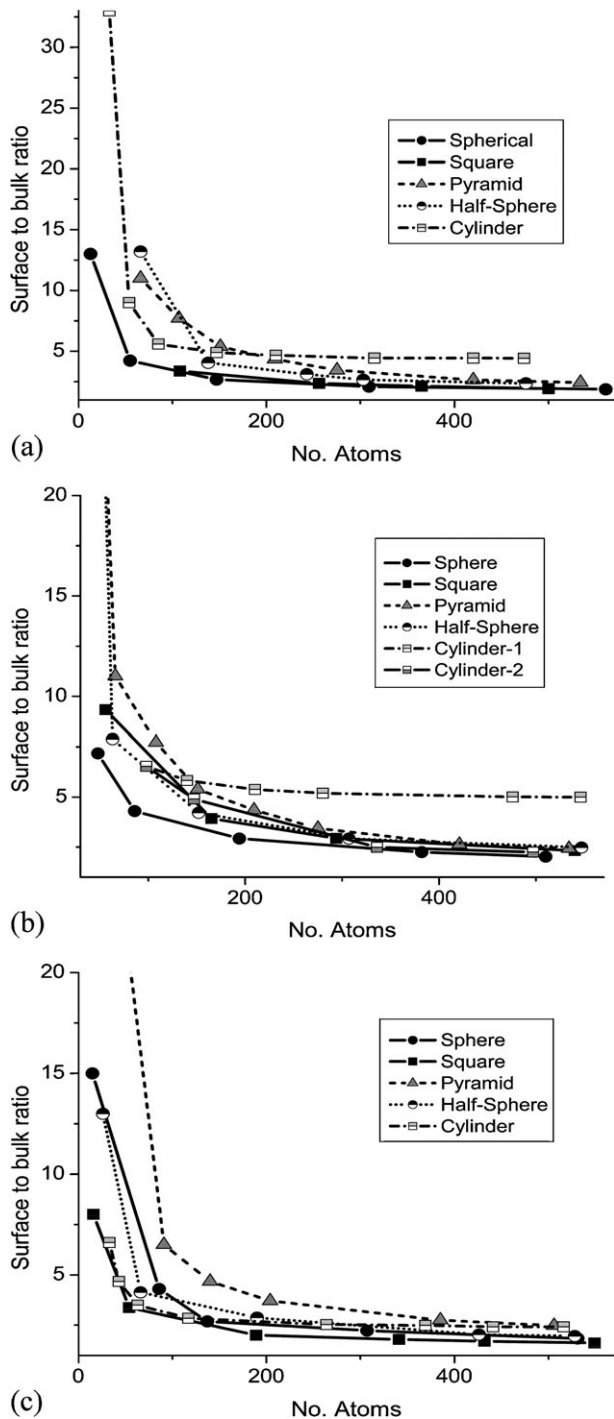 30
25
20
15
10
5
Surface to bulk ratio
Spherical
Square
Pyramid
Half-Sphere
Cylinder
0
200
400
No. Atoms
(a)
20
15
10
5
Surface to bulk ratio
Sphere
Square
Pyramid
Half-Sphere
Cylinder-1
Cylinder-2
200
400
No. Atoms
(b)
20
15
10
5
Surface to bulk ratio
Sphere
Square
Pyramid
Half-Sphere
Cylinder
0
200
400
No. Atoms
(c)